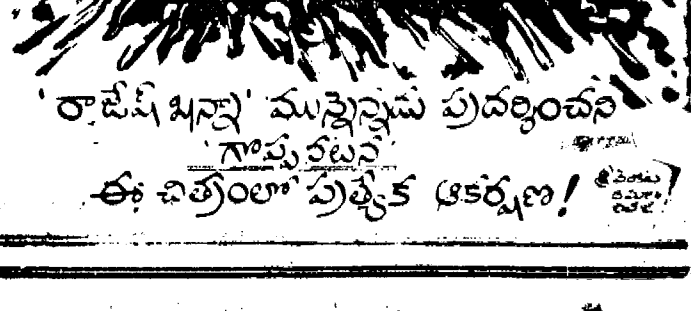 'రాజేష్ ఖన్నా' మున్నెన్నడు ప్రదర్శించని
'గొప్ప నటన'
ఈ చిత్రంలో ప్రత్యేక ఆకర్షణ!